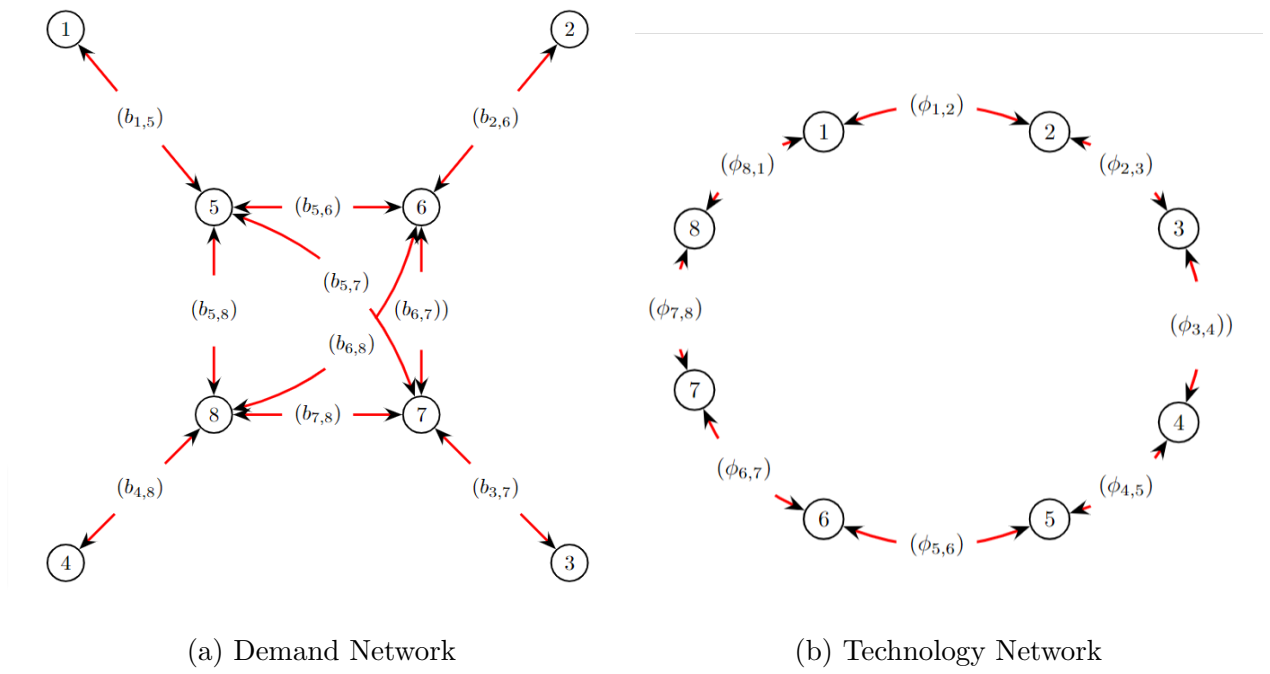 1
2
(b1,5)
(b2,6)
5
(b5,6)
6
(b5,7)
(b5,8)
(b6,7))
(b6,8)
8
(b7,8)
7
(b4,8)
(b3,7)
4
3
(a) Demand Network
(ϕ1,2)
1
2
(ϕ8,1)
(ϕ2,3)
8
3
(ϕ7,8)
(ϕ3,4))
7
4
(ϕ6,7)
(ϕ4,5)
6
5
(ϕ5,6)
(b) Technology Network